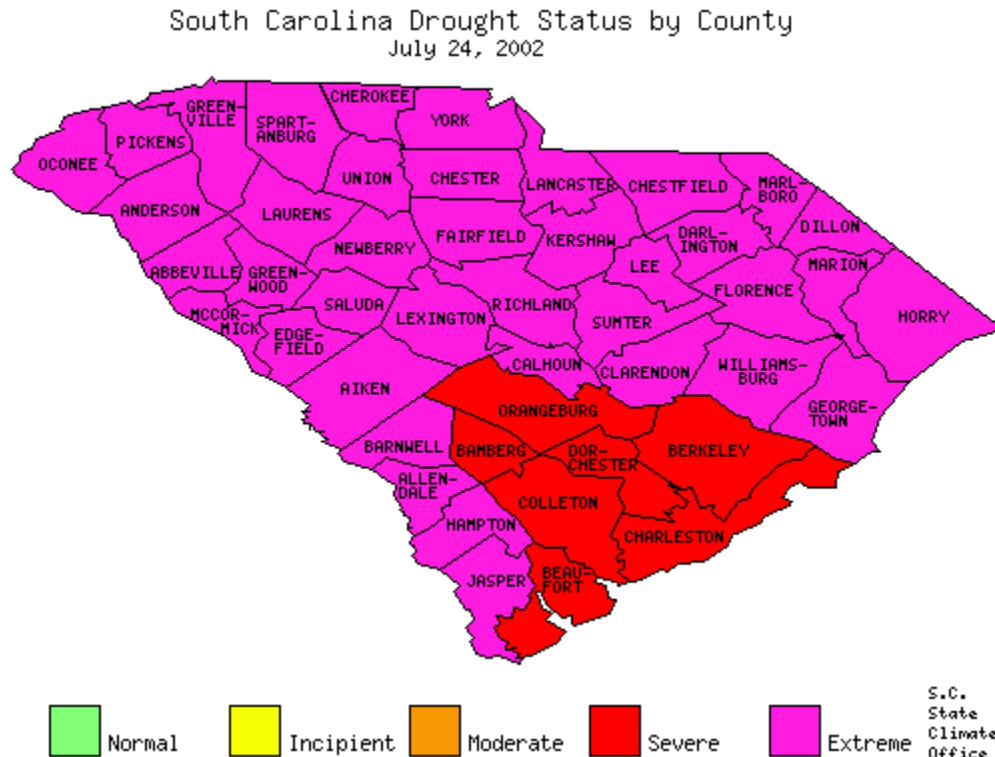 South Carolina Drought Status by County
July 24, 2002
CHEROKEE
GREEN-
VILLE
SPART-
ANBURG
YORK
PICKENS
OCONEE
UNION
CHESTER
LANCASTER
CHESTFIELD
MARL-
BORO
ANDERSON
LAURENS
DILLON
NEWBERRY
FAIRFIELD
KERSHAW
DARL-
INGTON
ABBEVILLE
GREEN-
WOOD
LEE
MARION
SALUDA
RICHLAND
FLORENCE
MCCOR-
MICK
LEXINGTON
SUMTER
HORRY
EDGE-
FIELD
CALHOUN
CLARENDON
WILLIAMS-
BURG
AIKEN
ORANGEBURG
GEORGE-
TOWN
BARNWELL
BAMBERG
DOR-
CHESTER
BERKELEY
ALLEN-
DALE
COLLETON
HAMPTON
CHARLESTON
JASPER
BEAU-
FORT
Normal
Incipient
Moderate
Severe
Extreme
S.C.
State
Climate
Office